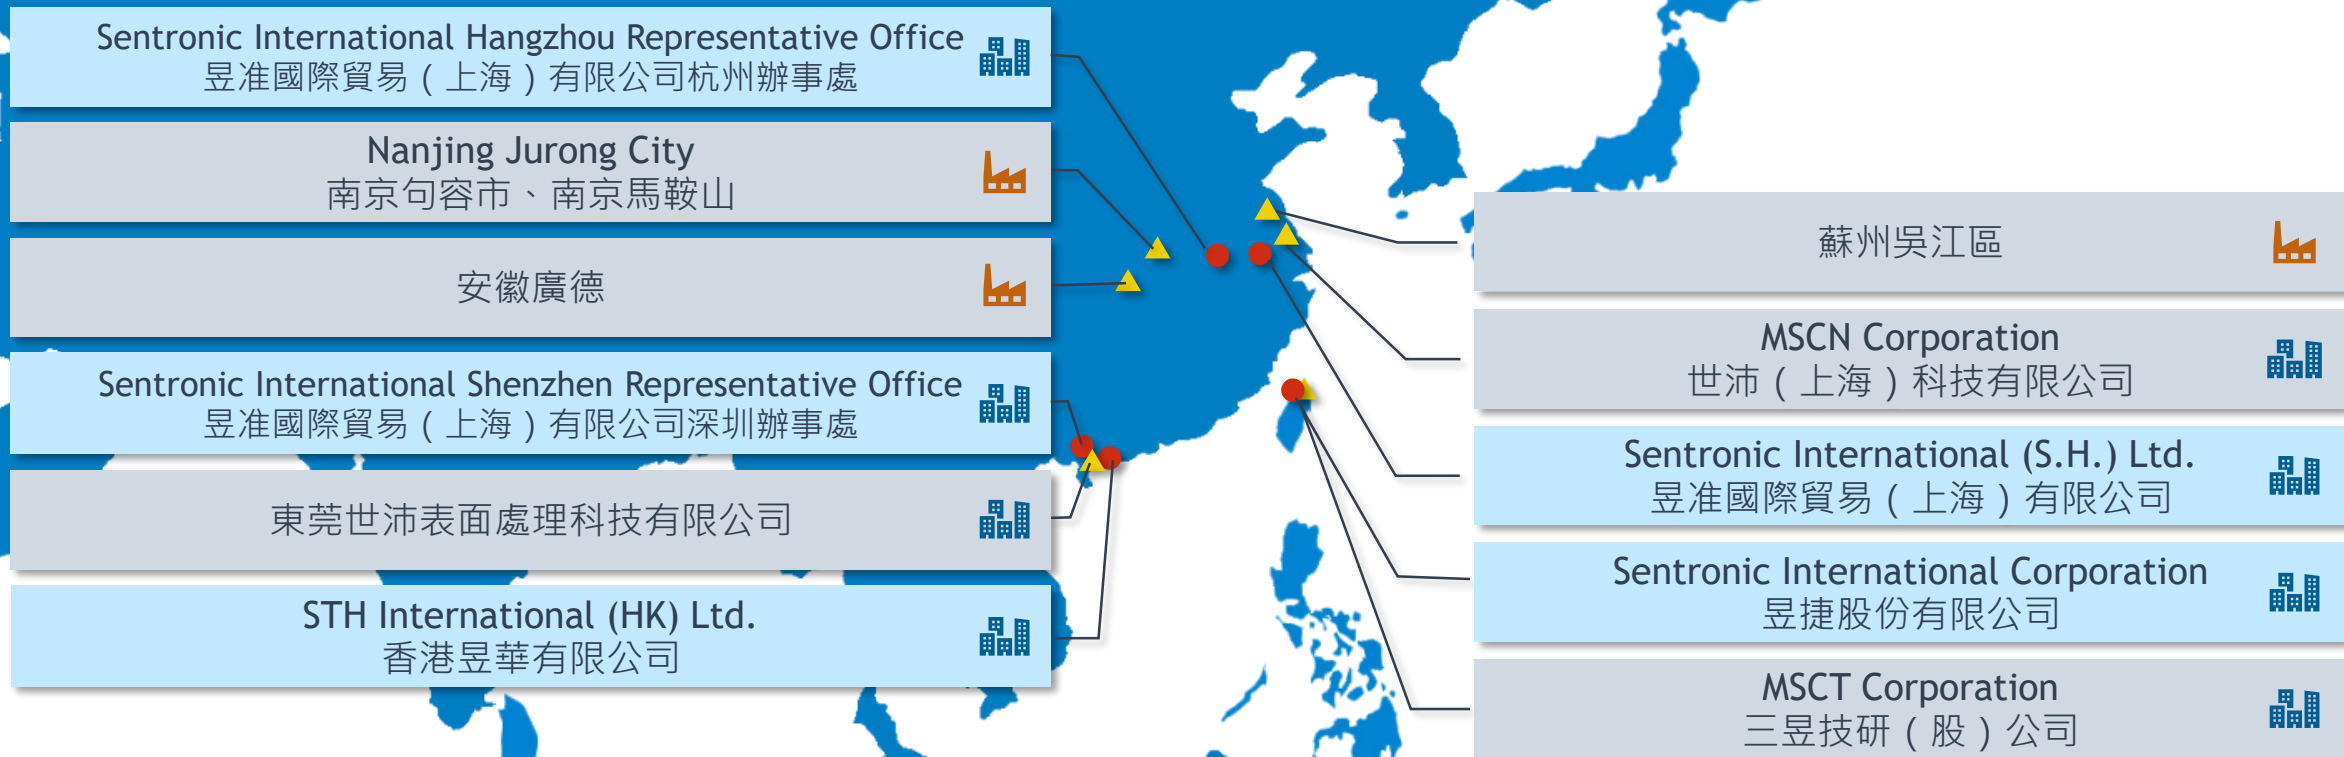 Sentronic International Hangzhou Representative Office
昱准國際貿易（上海）有限公司杭州辦事處
Nanjing Jurong City
南京句容市、南京馬鞍山
安徽廣德
Sentronic International Shenzhen Representative Office
昱准國際貿易（上海）有限公司深圳辦事處
東莞世沛表面處理科技有限公司
STH International (HK) Ltd.
香港昱華有限公司
蘇州吳江區
MSCN Corporation
世沛（上海）科技有限公司
Sentronic International (S.H.) Ltd.
昱准國際貿易（上海）有限公司
Sentronic International Corporation
昱捷股份有限公司
MSCT Corporation
三昱技研（股）公司